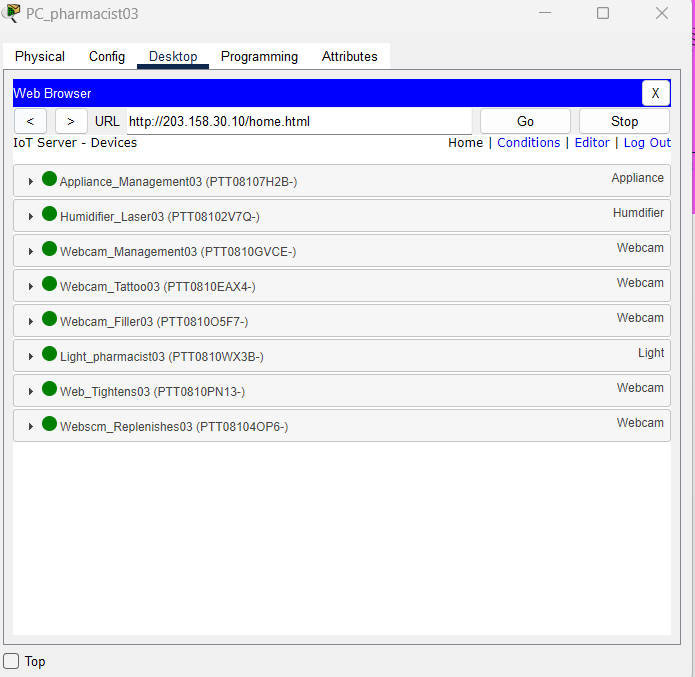 PC_pharmacist03
Physical Config Desktop Programming Attributes
Web Browser X
< > URL http://203.158.30.10/home.html Go Stop
IoT Server - Devices Home | Conditions | Editor | Log Out
Appliance_Management03 (PTT08107H2B-) Appliance
Humidifier_Laser03 (PTT08102V7Q-) Humdifier
Webcam_Management03 (PTT0810GVCE-) Webcam
Webcam_Tattoo03 (PTT0810EAX4-) Webcam
Webcam_Filler03 (PTT0810O5F7-) Webcam
Light_pharmacist03 (PTT0810WX3B-) Light
Web_Tightens03 (PTT0810PN13-) Webcam
Webscm_Replenishes03 (PTT08104OP6-) Webcam
Top